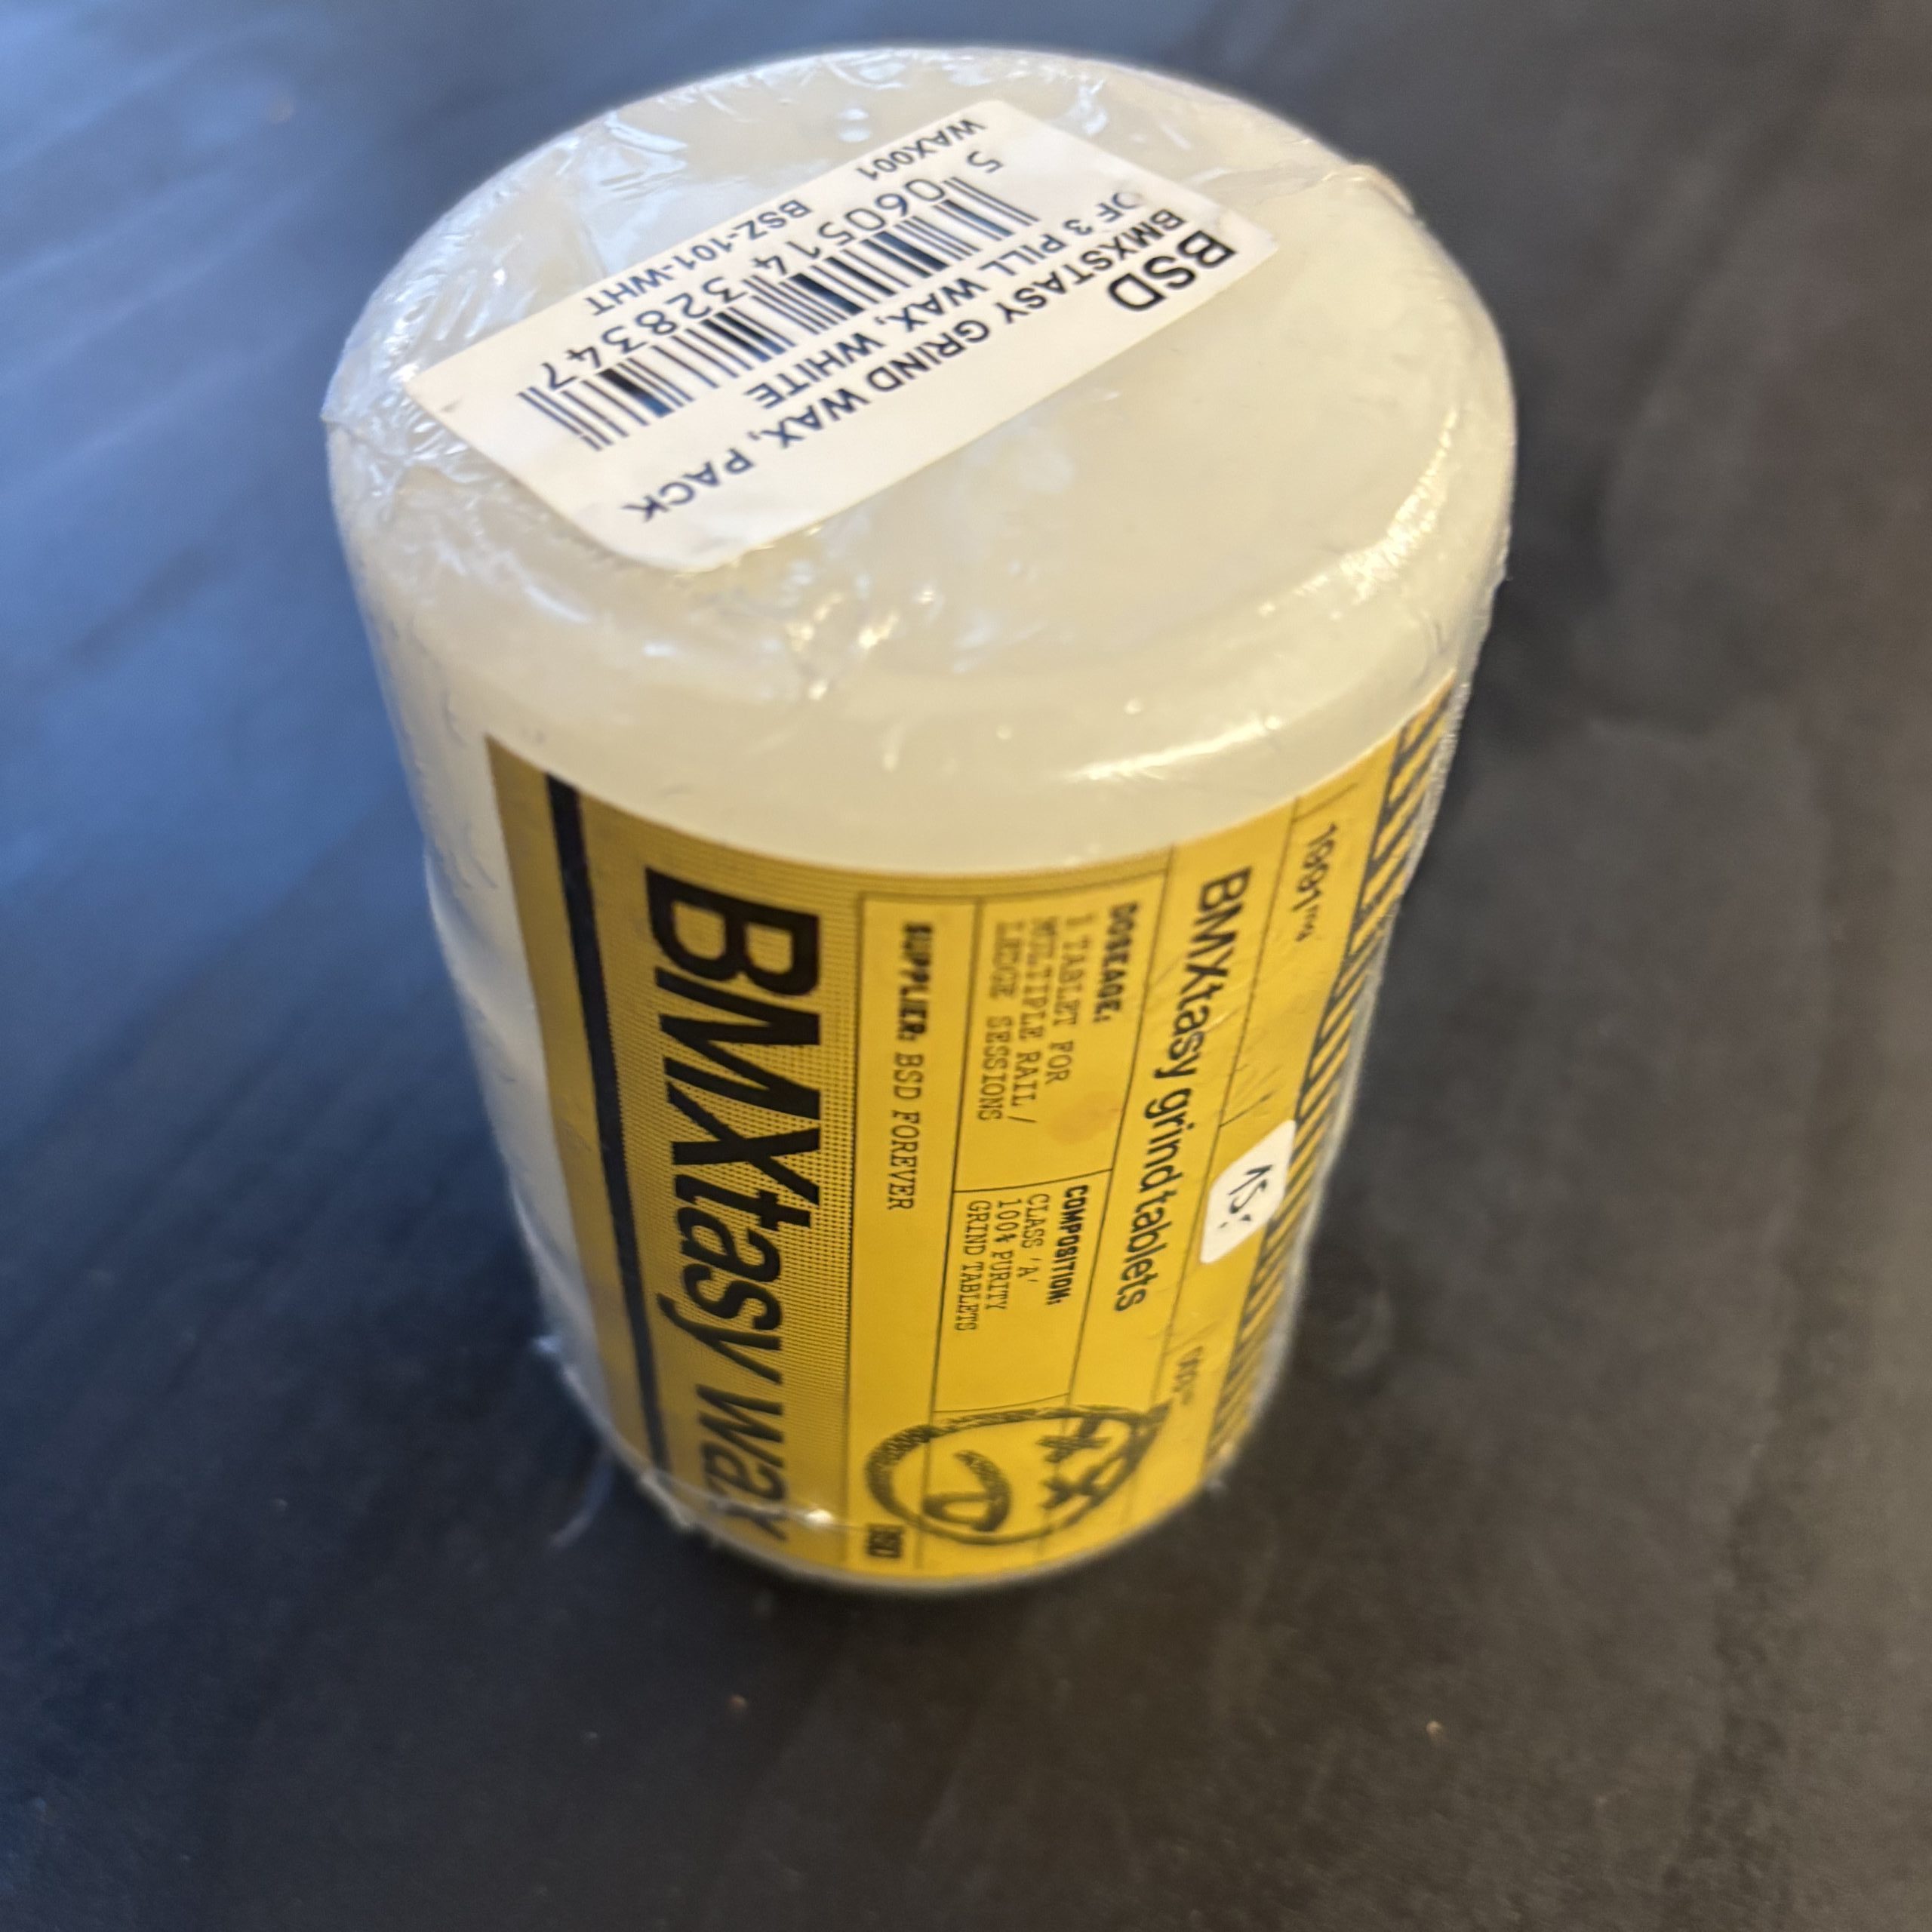 BSD
BMXSTASY GRIND WAX, PACK
OF 3 PILL WAX, WHITE
5 060514 328347
WAX001
BSZ-101-WHT
BMXtasy grind tablets
DOSEAGE:
1 TABLET FOR
MULTIPLE RAIL /
LEDGE SESSIONS
COMPOSITION:
CLASS 'A'
100% PURITY
GRIND TABLETS
SUPPLIER: BSD FOREVER
BSD
BMXtasy wax